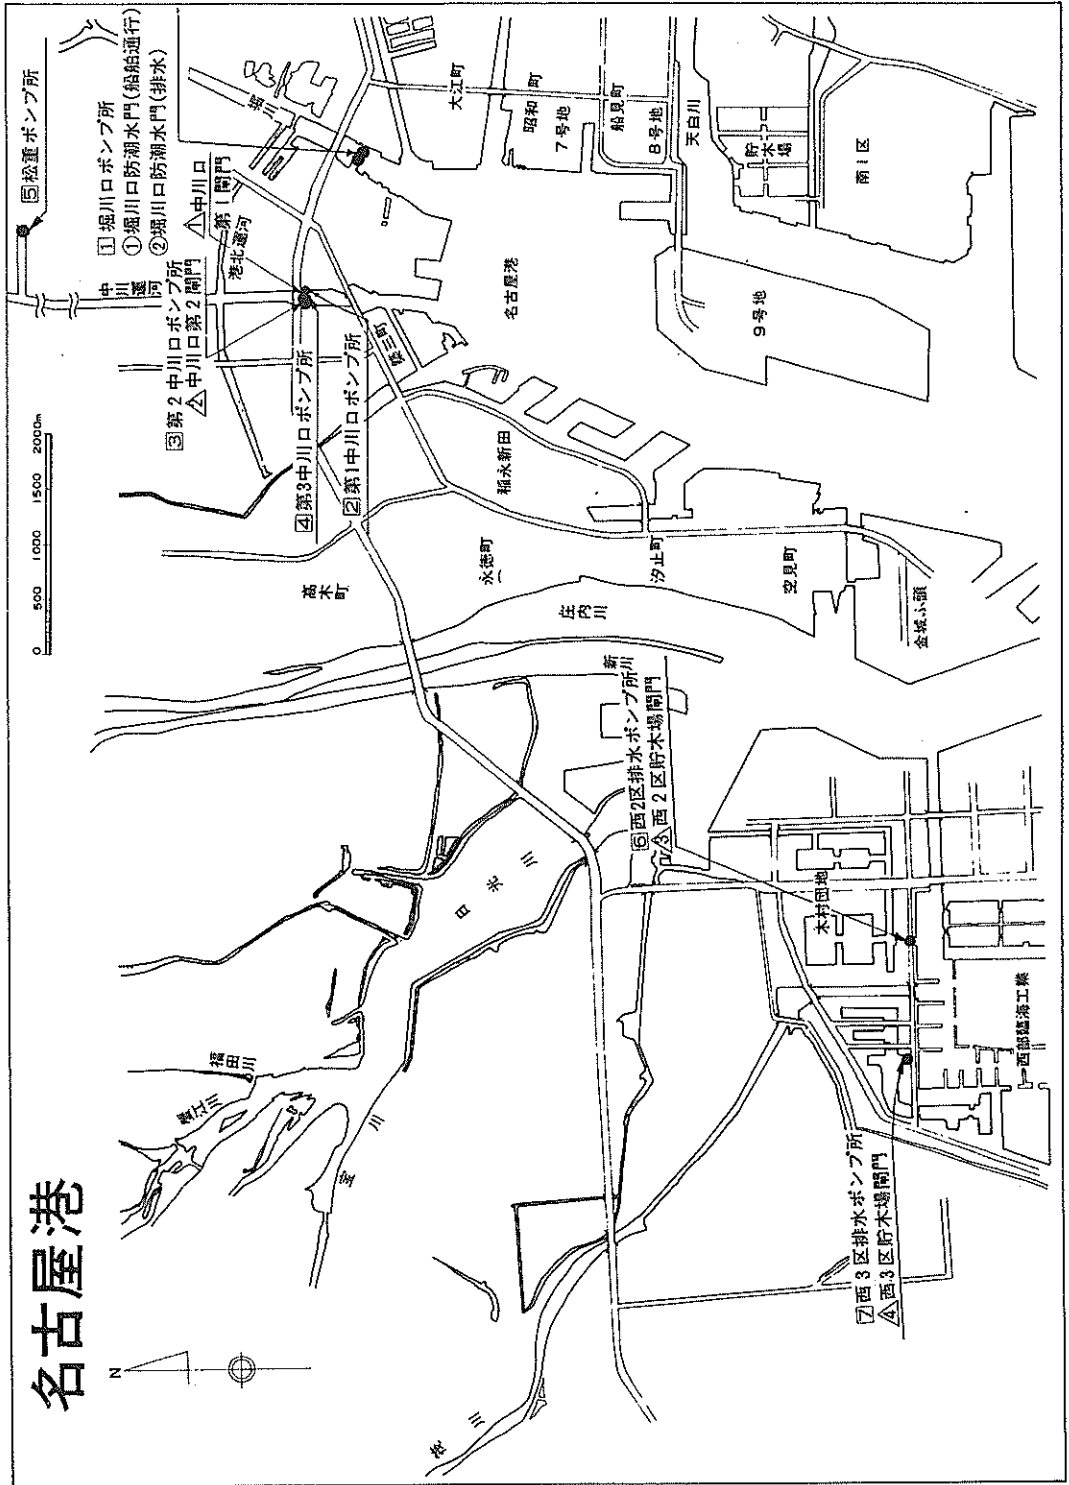 名古屋港
N
0 500 1000 1500 2000m
⑤松重ポンプ所
①堀川口ポンプ所
①堀川口防潮水門(船舶通行)
②堀川口防潮水門(排水)
中川運河
③第2中川口ポンプ所
②中川口第2閘門
①中川口
第1閘門
港北運河
堀川
④第3中川口ポンプ所
②第1中川口ポンプ所
大江町
昭和町
7号地
船見町
8号地
天白川
貯木場
南1区
名古屋港
9号地
稲永新田
高木町
永徳町
汐止町
空見町
庄内川
金城ふ頭
新川
⑥西2区排水ポンプ所
③西2区貯木場閘門
日光川
木村団地
福田川
蟹江川
宝川
西部臨海工業
⑦西3区排水ポンプ所
④西3区貯木場閘門
筏川